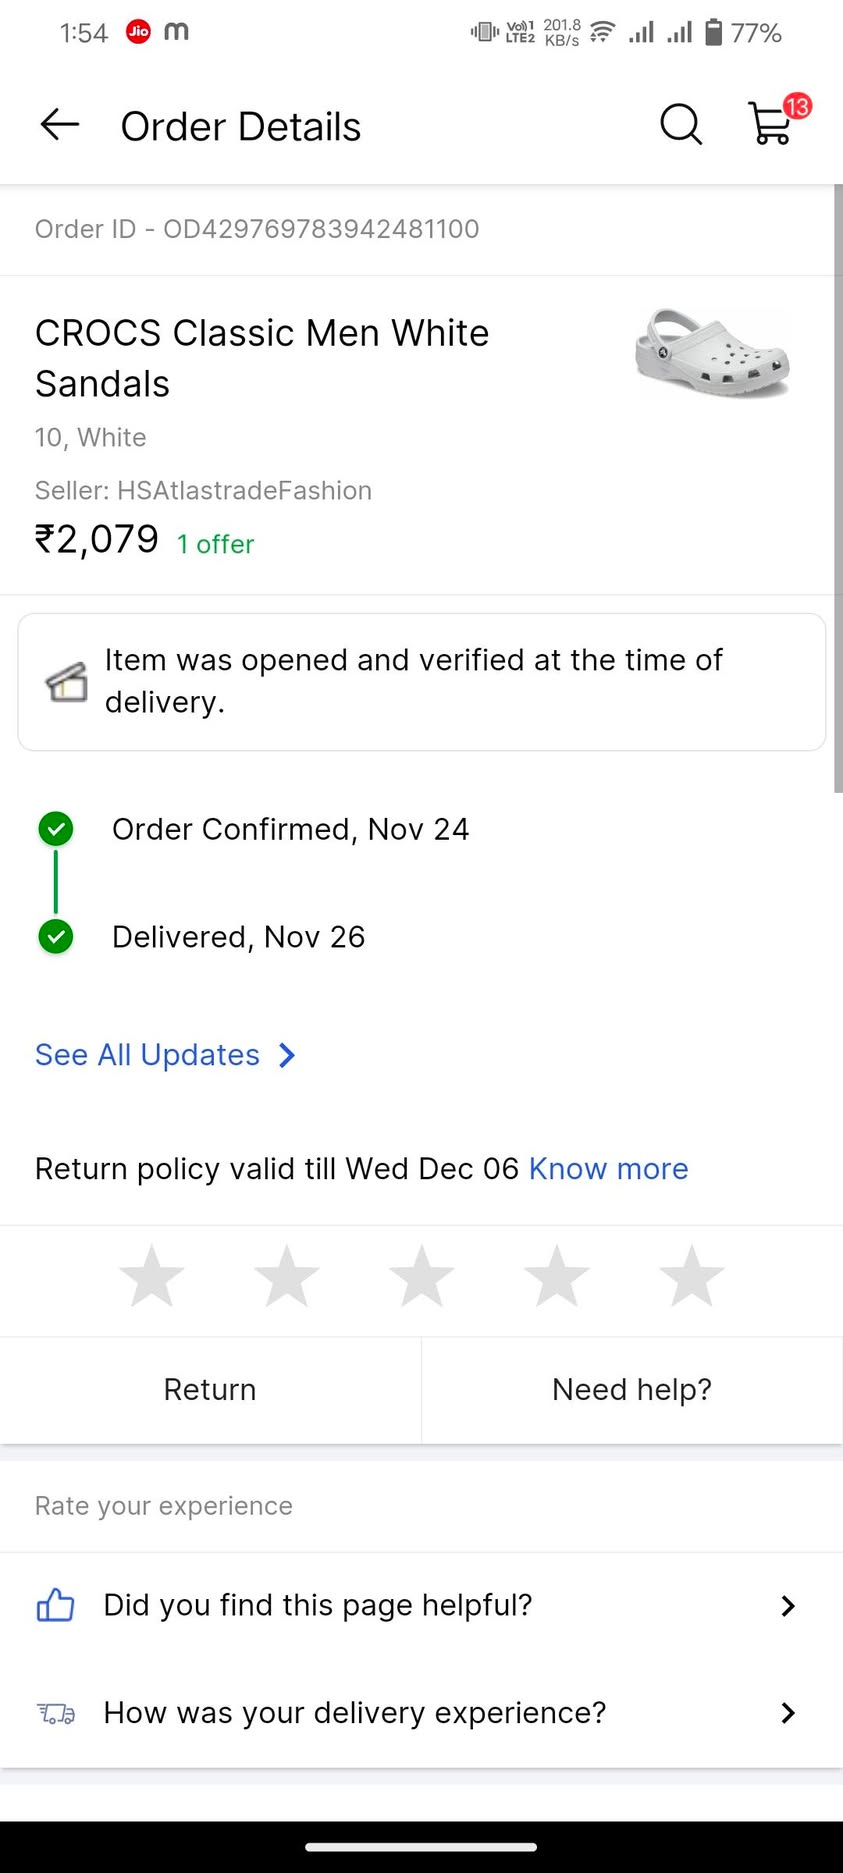 1:54 Jio m Vo)) 1 LTE2 201.8 KB/s 77%
Order Details 13
Order ID - OD429769783942481100
CROCS Classic Men White
Sandals
10, White
Seller: HSAtlastradeFashion
₹2,079 1 offer
Item was opened and verified at the time of
delivery.
Order Confirmed, Nov 24
Delivered, Nov 26
See All Updates
Return policy valid till Wed Dec 06 Know more
Return Need help?
Rate your experience
Did you find this page helpful?
How was your delivery experience?